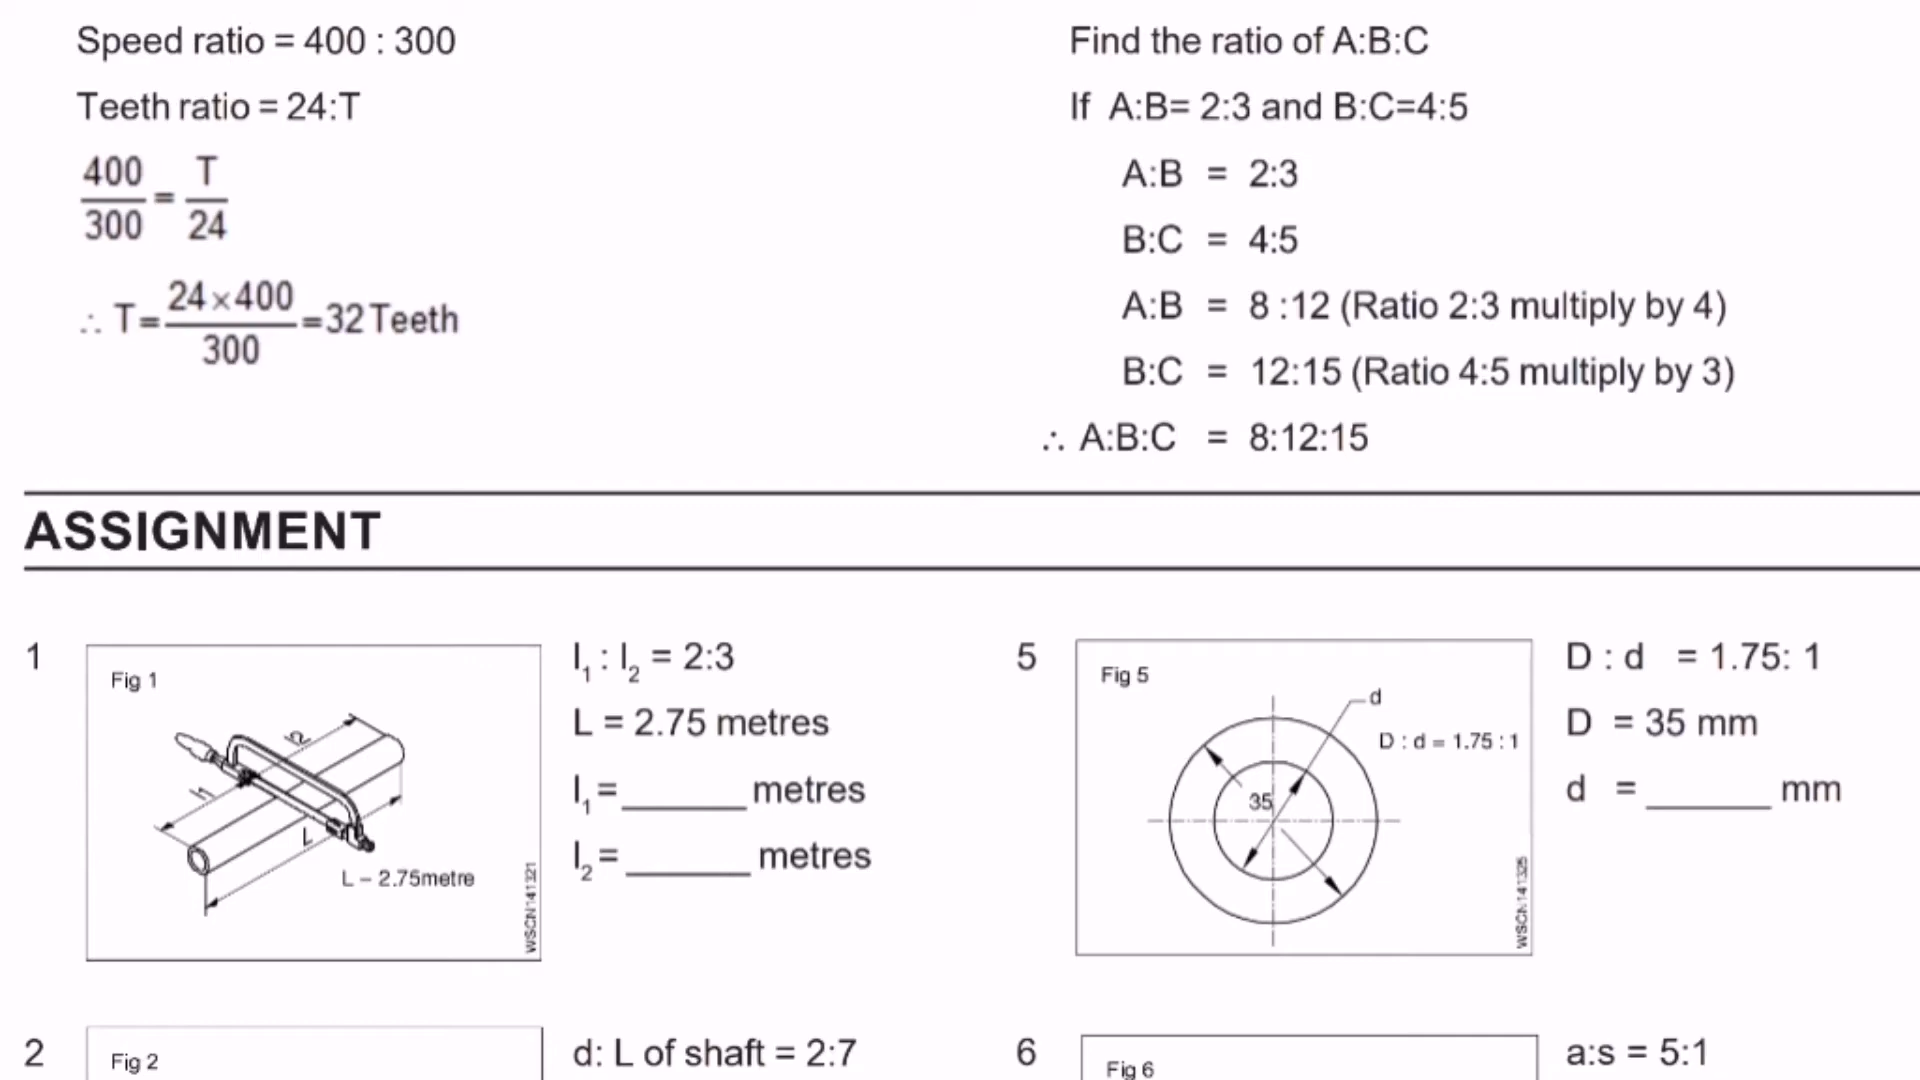 Speed ratio = 400 : 300
Teeth ratio = 24:T
400/300 = T/24
∴ T= 24×400/300 =32 Teeth
Find the ratio of A:B:C
If A:B= 2:3 and B:C=4:5
A:B = 2:3
B:C = 4:5
A:B = 8 :12 (Ratio 2:3 multiply by 4)
B:C = 12:15 (Ratio 4:5 multiply by 3)
∴ A:B:C = 8:12:15
ASSIGNMENT
1
Fig 1
l2
l1
L
L – 2.75metre
WSCN141321
l₁ : l₂ = 2:3
L = 2.75 metres
l₁ = ______ metres
l₂ = ______ metres
5
Fig 5
d
D : d = 1.75 : 1
35
WSCN141325
D : d = 1.75: 1
D = 35 mm
d = ______ mm
2
Fig 2
d: L of shaft = 2:7
6
Fig 6
a:s = 5:1